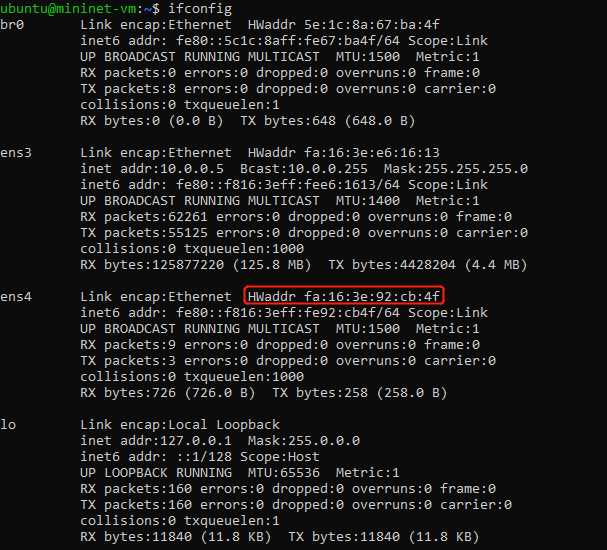 ubuntu@mininet-vm:~$ ifconfig
br0       Link encap:Ethernet  HWaddr 5e:1c:8a:67:ba:4f
          inet6 addr: fe80::5c1c:8aff:fe67:ba4f/64 Scope:Link
          UP BROADCAST RUNNING MULTICAST  MTU:1500  Metric:1
          RX packets:0 errors:0 dropped:0 overruns:0 frame:0
          TX packets:8 errors:0 dropped:0 overruns:0 carrier:0
          collisions:0 txqueuelen:1
          RX bytes:0 (0.0 B)  TX bytes:648 (648.0 B)

ens3      Link encap:Ethernet  HWaddr fa:16:3e:e6:16:13
          inet addr:10.0.0.5  Bcast:10.0.0.255  Mask:255.255.255.0
          inet6 addr: fe80::f816:3eff:fee6:1613/64 Scope:Link
          UP BROADCAST RUNNING MULTICAST  MTU:1400  Metric:1
          RX packets:62261 errors:0 dropped:0 overruns:0 frame:0
          TX packets:55125 errors:0 dropped:0 overruns:0 carrier:0
          collisions:0 txqueuelen:1000
          RX bytes:125877220 (125.8 MB)  TX bytes:4428204 (4.4 MB)

ens4      Link encap:Ethernet  HWaddr fa:16:3e:92:cb:4f
          inet6 addr: fe80::f816:3eff:fe92:cb4f/64 Scope:Link
          UP BROADCAST RUNNING MULTICAST  MTU:1500  Metric:1
          RX packets:9 errors:0 dropped:0 overruns:0 frame:0
          TX packets:3 errors:0 dropped:0 overruns:0 carrier:0
          collisions:0 txqueuelen:1000
          RX bytes:726 (726.0 B)  TX bytes:258 (258.0 B)

lo        Link encap:Local Loopback
          inet addr:127.0.0.1  Mask:255.0.0.0
          inet6 addr: ::1/128 Scope:Host
          UP LOOPBACK RUNNING  MTU:65536  Metric:1
          RX packets:160 errors:0 dropped:0 overruns:0 frame:0
          TX packets:160 errors:0 dropped:0 overruns:0 carrier:0
          collisions:0 txqueuelen:1
          RX bytes:11840 (11.8 KB)  TX bytes:11840 (11.8 KB)